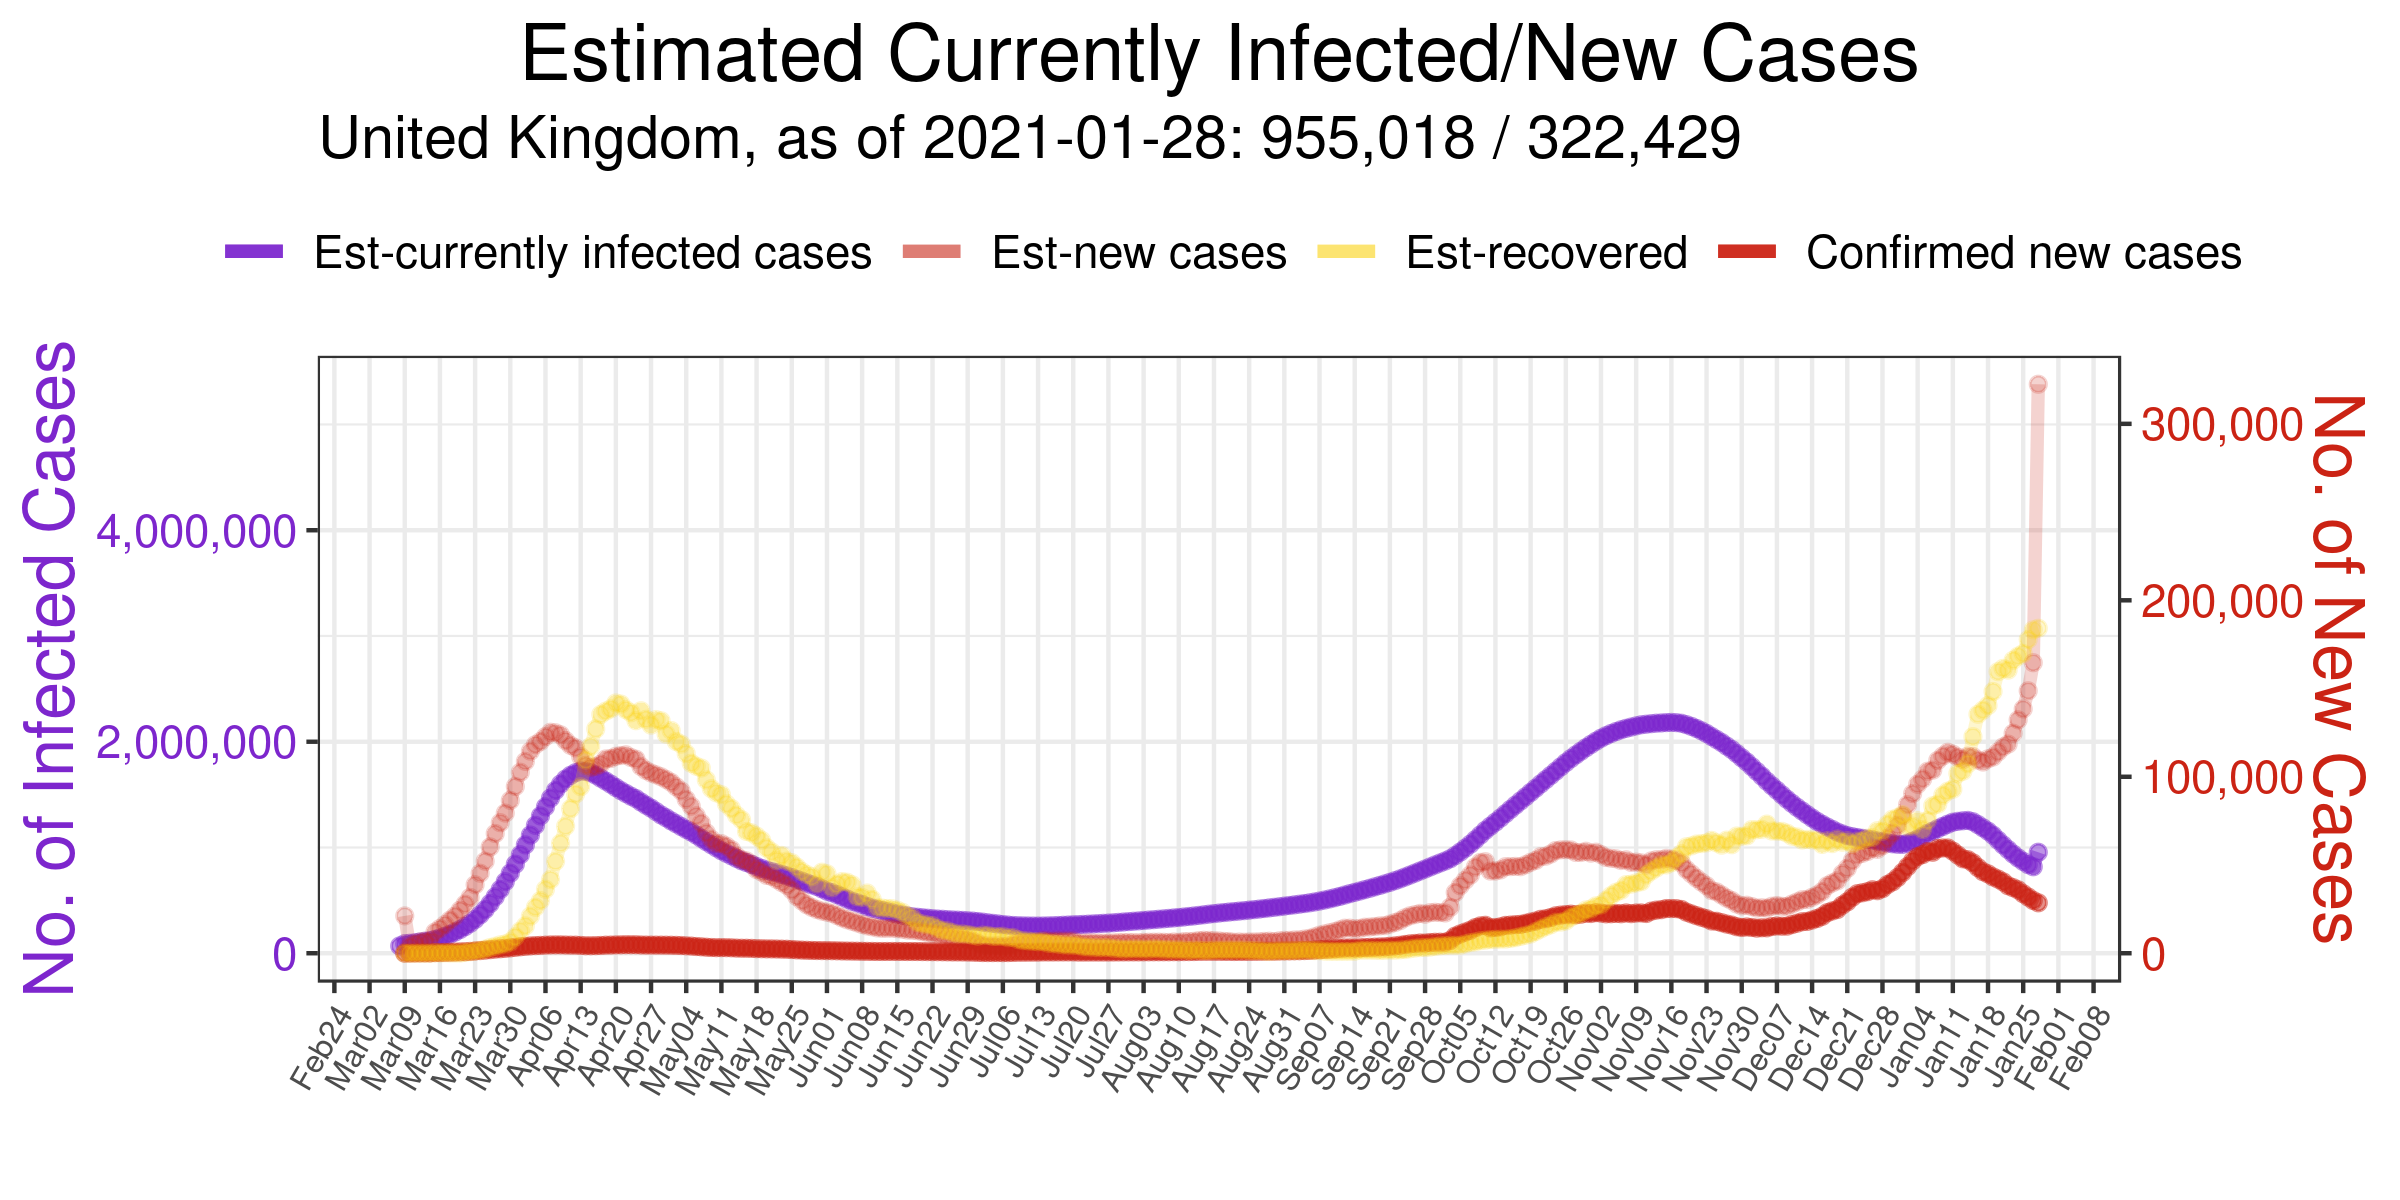 Estimated Currently Infected/New Cases
United Kingdom, as of 2021-01-28: 955,018 / 322,429
Est-currently infected cases Est-new cases Est-recovered Confirmed new cases
No. of Infected Cases
4,000,000
2,000,000
0
300,000
200,000
100,000
0
No. of New Cases
Feb24 Mar02 Mar09 Mar16 Mar23 Mar30 Apr06 Apr13 Apr20 Apr27 May04 May11 May18 May25 Jun01 Jun08 Jun15 Jun22 Jun29 Jul06 Jul13 Jul20 Jul27 Aug03 Aug10 Aug17 Aug24 Aug31 Sep07 Sep14 Sep21 Sep28 Oct05 Oct12 Oct19 Oct26 Nov02 Nov09 Nov16 Nov23 Nov30 Dec07 Dec14 Dec21 Dec28 Jan04 Jan11 Jan18 Jan25 Feb01 Feb08